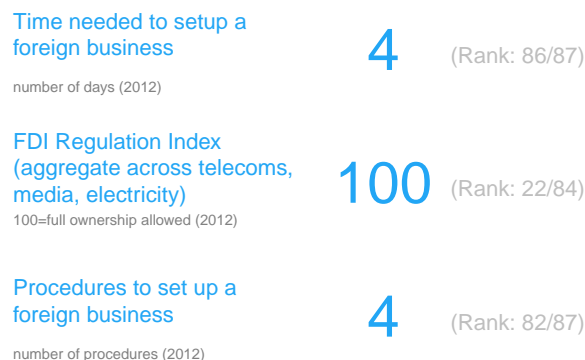 Time needed to setup a
foreign business
4
(Rank: 86/87)
number of days (2012)
FDI Regulation Index
(aggregate across telecoms,
media, electricity)
100
(Rank: 22/84)
100=full ownership allowed (2012)
Procedures to set up a
foreign business
4
(Rank: 82/87)
number of procedures (2012)